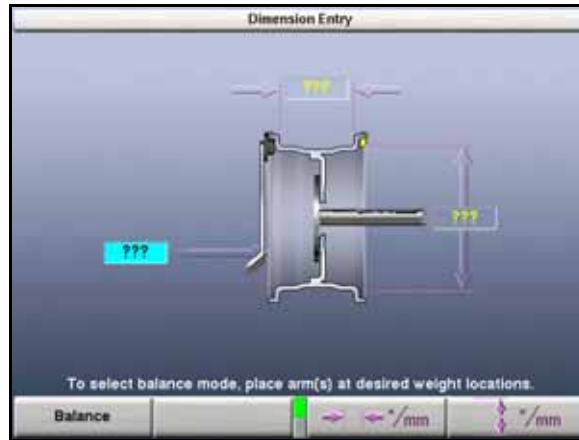 Dimension Entry
???
???
???
To select balance mode, place arm(s) at desired weight locations.
Balance
"/mm
"/mm